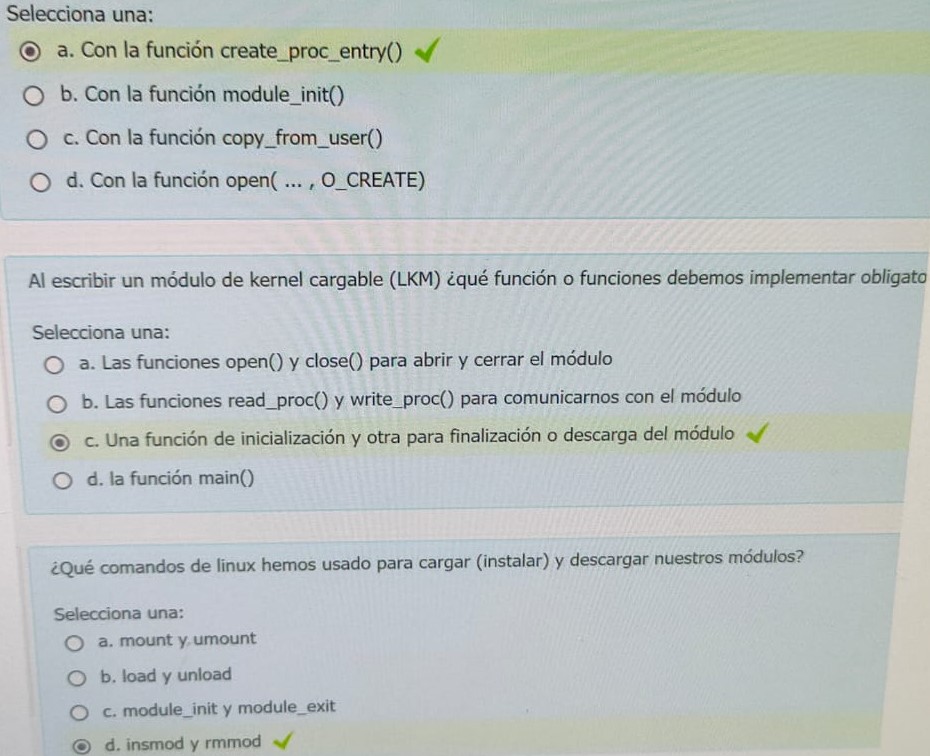 Selecciona una:
a. Con la función create_proc_entry()
b. Con la función module_init()
c. Con la función copy_from_user()
d. Con la función open( ... , O_CREATE)
Al escribir un módulo de kernel cargable (LKM) ¿qué función o funciones debemos implementar obligato
Selecciona una:
a. Las funciones open() y close() para abrir y cerrar el módulo
b. Las funciones read_proc() y write_proc() para comunicarnos con el módulo
c. Una función de inicialización y otra para finalización o descarga del módulo
d. la función main()
¿Qué comandos de linux hemos usado para cargar (instalar) y descargar nuestros módulos?
Selecciona una:
a. mount y umount
b. load y unload
c. module_init y module_exit
d. insmod y rmmod